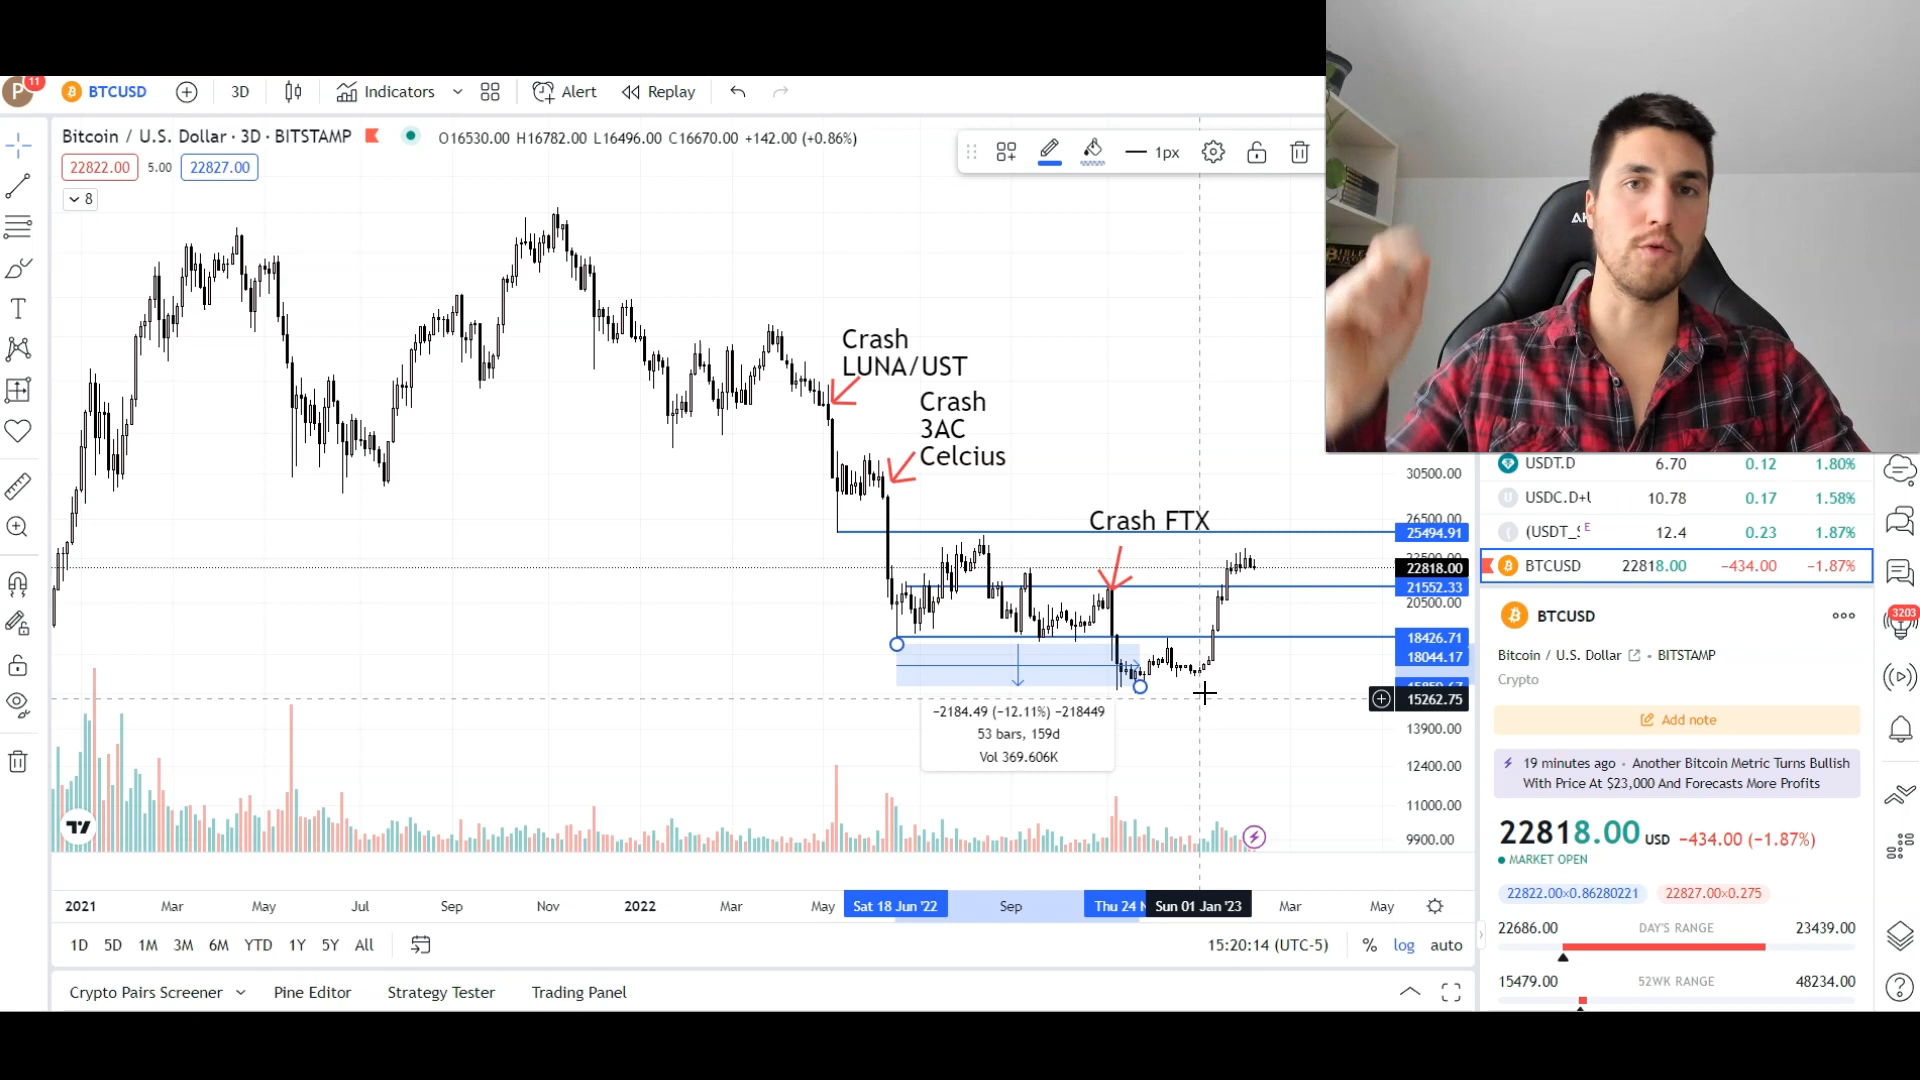 P
11
BTCUSD
3D
Indicators
Alert
Replay
Bitcoin / U.S. Dollar · 3D · BITSTAMP
O16530.00 H16782.00 L16496.00 C16670.00 +142.00 (+0.86%)
22822.00
5.00
22827.00
8
1px
Crash
LUNA/UST
Crash
3AC
Celcius
Crash FTX
30500.00
26500.00
25494.91
22818.00
21552.33
20500.00
18426.71
18044.17
15262.75
13900.00
12400.00
11000.00
9900.00
−2184.49 (−12.11%) −218449
53 bars, 159d
Vol 369.606K
2021
Mar
May
Jul
Sep
Nov
2022
Mar
May
Sat 18 Jun '22
Sep
Thu 24
Sun 01 Jan '23
Mar
May
1D
5D
1M
3M
6M
YTD
1Y
5Y
All
15:20:14 (UTC-5)
%
log
auto
Crypto Pairs Screener
Pine Editor
Strategy Tester
Trading Panel
USDT.D 6.70 0.12 1.80%
USDC.D+U 10.78 0.17 1.58%
(USDT_S E 12.4 0.23 1.87%
BTCUSD 22818.00 −434.00 −1.87%
BTCUSD
Bitcoin / U.S. Dollar • BITSTAMP
Crypto
Add note
19 minutes ago • Another Bitcoin Metric Turns Bullish
With Price At $23,000 And Forecasts More Profits
22818.00 USD −434.00 (−1.87%)
MARKET OPEN
22822.00×0.86280221
22827.00×0.275
22686.00 DAY'S RANGE 23439.00
15479.00 52WK RANGE 48234.00
3203